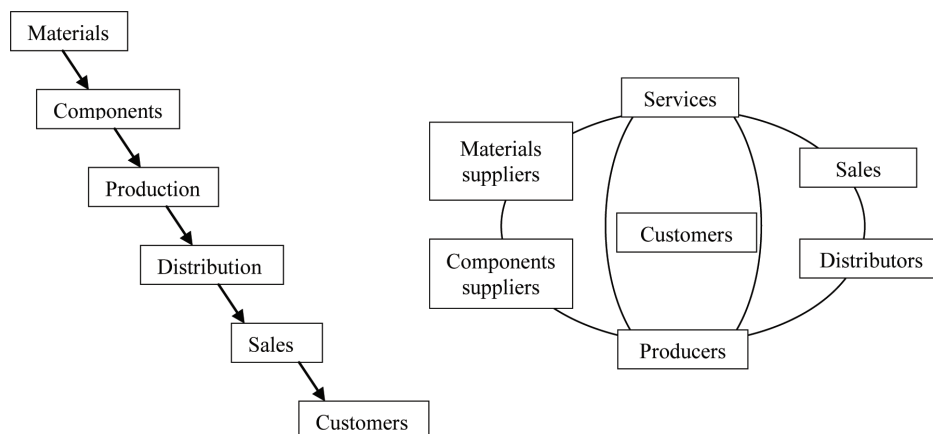 Materials
Components
Production
Distribution
Sales
Customers
Services
Materials
suppliers
Sales
Customers
Components
suppliers
Distributors
Producers